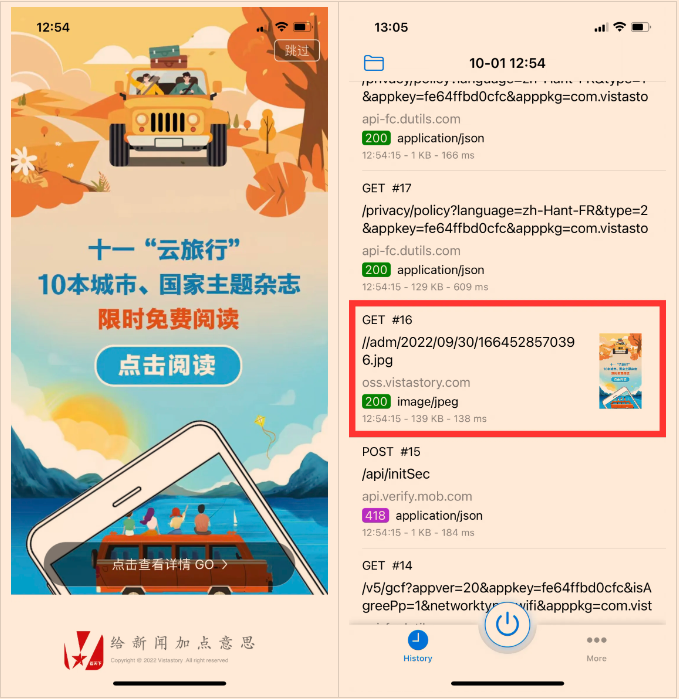 12:54
跳过
十一“云旅行”
10本城市、国家主题杂志
限时免费阅读
点击阅读
点击查看详情 GO >
给新闻加点意思
Copyright © 2022 Vistastory. All right reserved
13:05
10-01 12:54
/privacy/policy?language=zh-Hant-FR&type=1
&appkey=fe64ffbd0cfc&apppkg=com.vistasto
api-fc.dutils.com
200 application/json
12:54:15 - 1 KB - 166 ms
GET #17
/privacy/policy?language=zh-Hant-FR&type=2
&appkey=fe64ffbd0cfc&apppkg=com.vistasto
api-fc.dutils.com
200 application/json
12:54:15 - 129 KB - 609 ms
GET #16
//adm/2022/09/30/166452857039
6.jpg
oss.vistastory.com
200 image/jpeg
12:54:15 - 139 KB - 138 ms
POST #15
/api/initSec
api.verify.mob.com
418 application/json
12:54:15 - 1 KB - 184 ms
GET #14
/v5/gcf?appver=20&appkey=fe64ffbd0cfc&isA
greePp=1&networktyp wifi&apppkg=com.vist
History
More